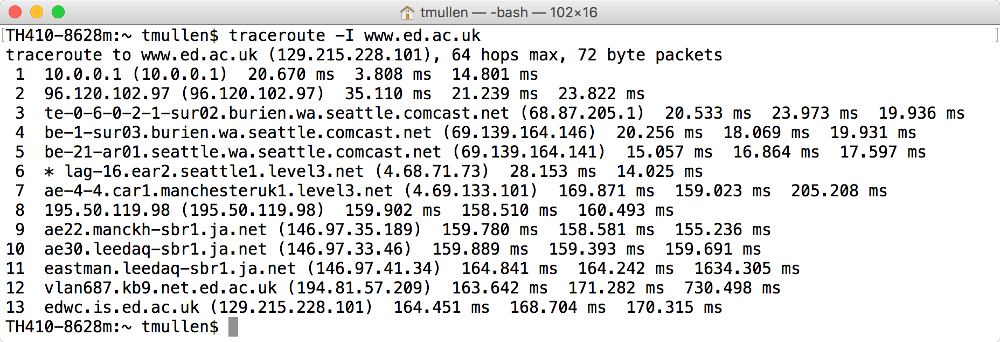 tmullen — -bash — 102×16
[TH410-8628m:~ tmullen$ traceroute -I www.ed.ac.uk ]
traceroute to www.ed.ac.uk (129.215.228.101), 64 hops max, 72 byte packets
 1  10.0.0.1 (10.0.0.1)  20.670 ms  3.808 ms  14.801 ms
 2  96.120.102.97 (96.120.102.97)  35.110 ms  21.239 ms  23.822 ms
 3  te-0-6-0-2-1-sur02.burien.wa.seattle.comcast.net (68.87.205.1)  20.533 ms  23.973 ms  19.936 ms
 4  be-1-sur03.burien.wa.seattle.comcast.net (69.139.164.146)  20.256 ms  18.069 ms  19.931 ms
 5  be-21-ar01.seattle.wa.seattle.comcast.net (69.139.164.141)  15.057 ms  16.864 ms  17.597 ms
 6  * lag-16.ear2.seattle1.level3.net (4.68.71.73)  28.153 ms  14.025 ms
 7  ae-4-4.car1.manchesteruk1.level3.net (4.69.133.101)  169.871 ms  159.023 ms  205.208 ms
 8  195.50.119.98 (195.50.119.98)  159.902 ms  158.510 ms  160.493 ms
 9  ae22.manckh-sbr1.ja.net (146.97.35.189)  159.780 ms  158.581 ms  155.236 ms
10  ae30.leedaq-sbr1.ja.net (146.97.33.46)  159.889 ms  159.393 ms  159.691 ms
11  eastman.leedaq-sbr1.ja.net (146.97.41.34)  164.841 ms  164.242 ms  1634.305 ms
12  vlan687.kb9.net.ed.ac.uk (194.81.57.209)  163.642 ms  171.282 ms  730.498 ms
13  edwc.is.ed.ac.uk (129.215.228.101)  164.451 ms  168.704 ms  170.315 ms
TH410-8628m:~ tmullen$